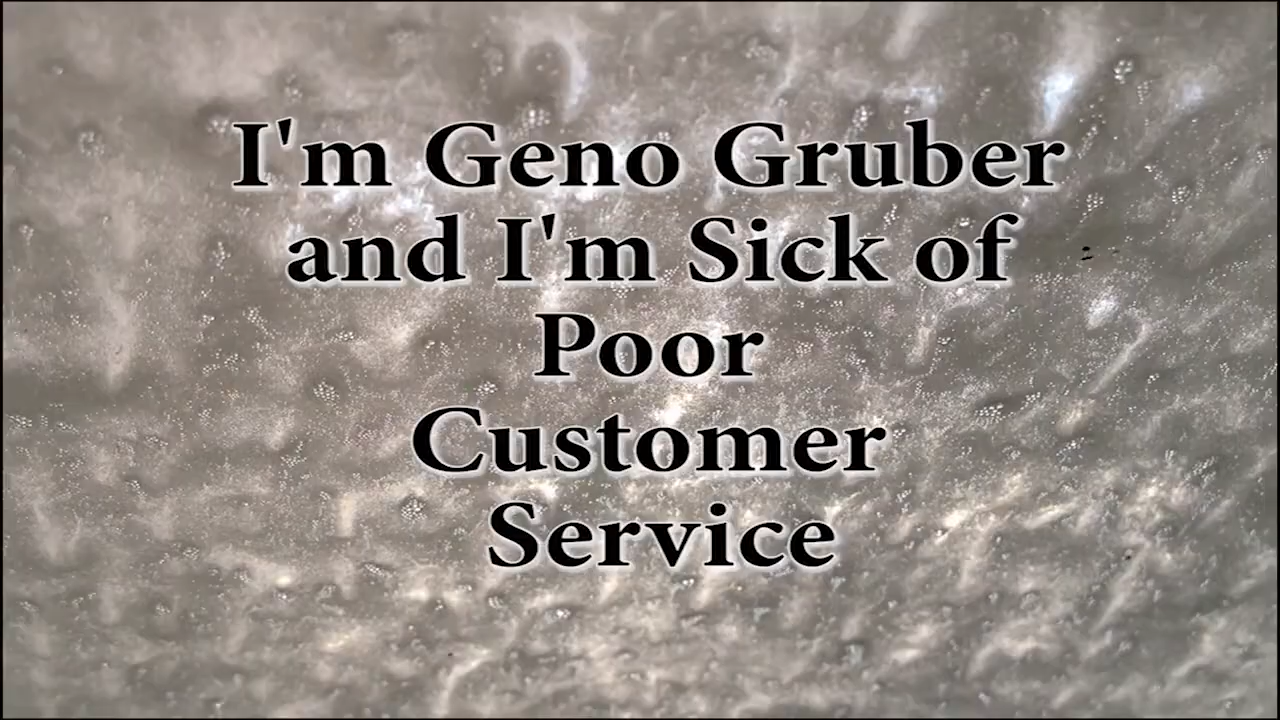 I'm Geno Gruber
and I'm Sick of
Poor
Customer
Service